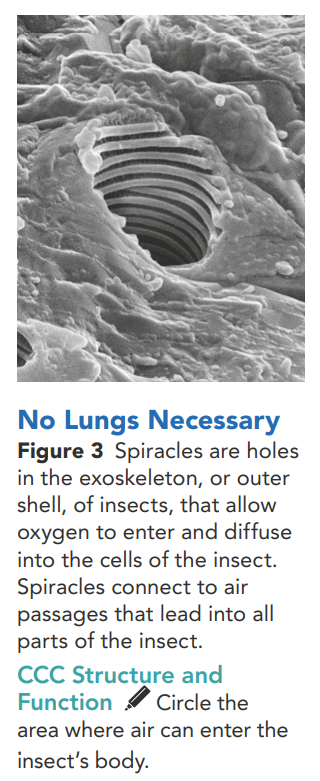 No Lungs Necessary
Figure 3 Spiracles are holes
in the exoskeleton, or outer
shell, of insects, that allow
oxygen to enter and diffuse
into the cells of the insect.
Spiracles connect to air
passages that lead into all
parts of the insect.
CCC Structure and
Function Circle the
area where air can enter the
insect’s body.